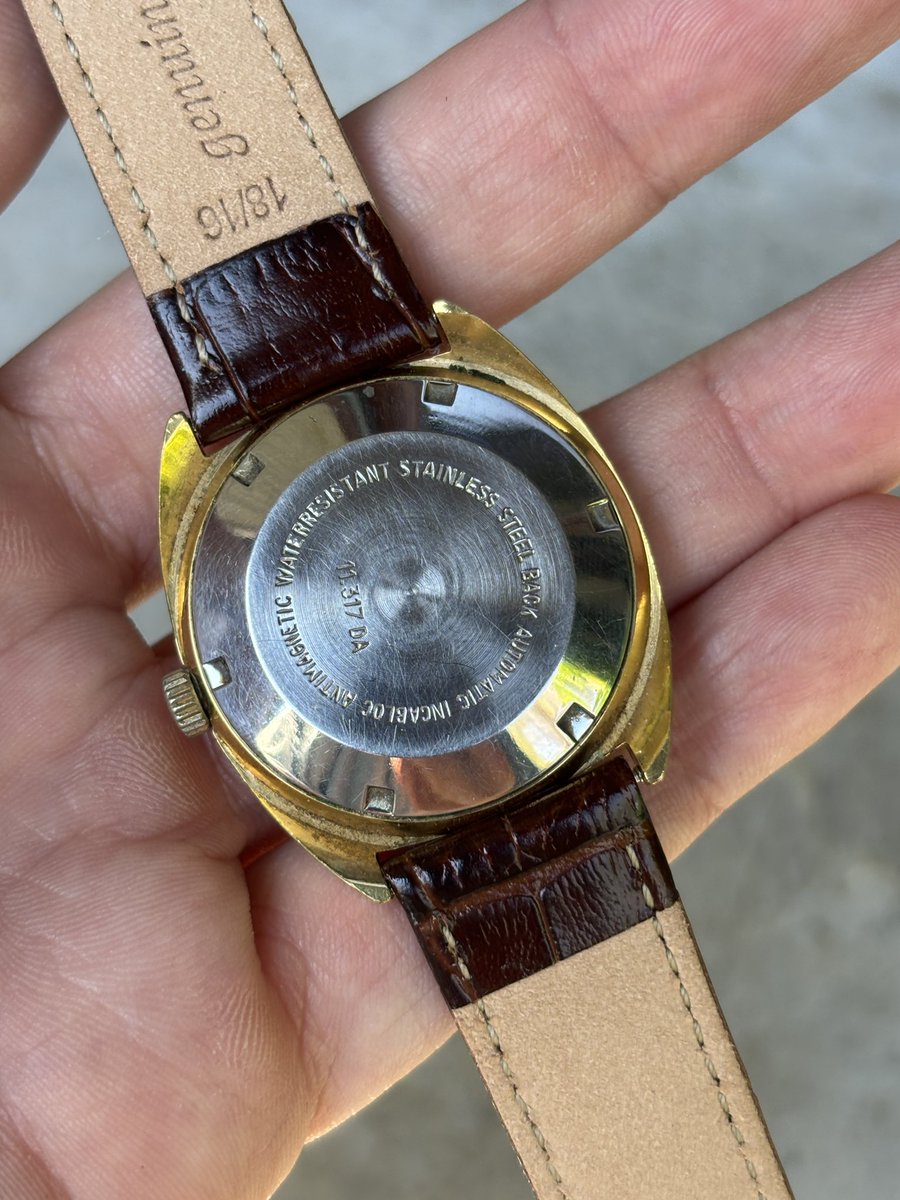 genuin
18/16
ANTIMAGNETIC WATERRESISTANT STAINLESS STEEL BACK AUTOMATIC INCABLOC
11.317 DA